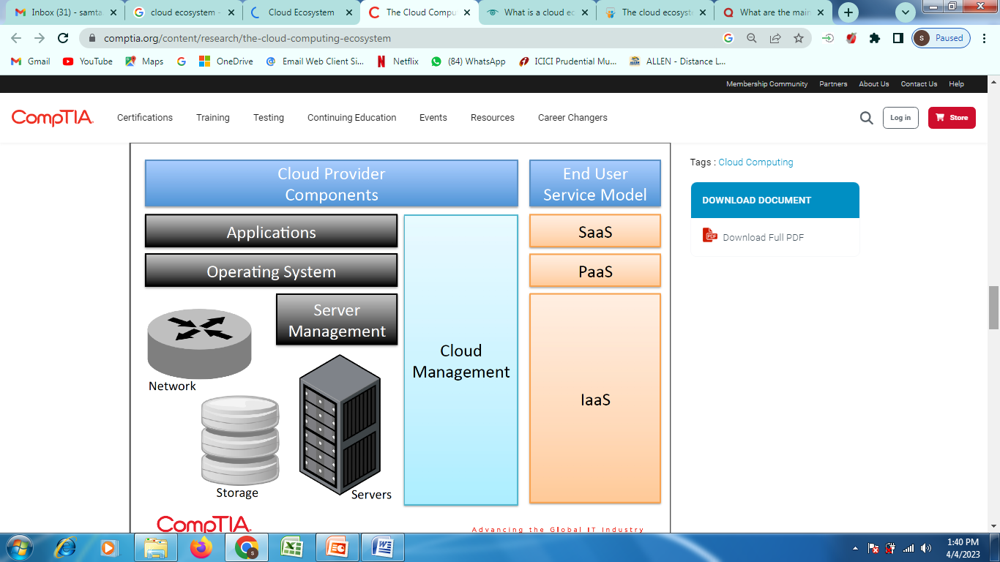 Inbox (31) - samta
cloud ecosystem -
Cloud Ecosystem
The Cloud Compu
What is a cloud ec
The cloud ecosyst
What are the main
comptia.org/content/research/the-cloud-computing-ecosystem
S
Paused
Gmail
YouTube
Maps
OneDrive
Email Web Client Si...
Netflix
(84) WhatsApp
ICICI Prudential Mu...
ALLEN - Distance L...
Membership Community
Partners
About Us
Contact Us
Help
CompTIA.
Certifications
Training
Testing
Continuing Education
Events
Resources
Career Changers
Log in
Store
Cloud Provider
Components
End User
Service Model
Applications
SaaS
Operating System
PaaS
Server
Management
Cloud
Management
IaaS
Network
Storage
Servers
CompTIA.
Advancing the Global IT Industry
Tags : Cloud Computing
DOWNLOAD DOCUMENT
PDF
Download Full PDF
1:40 PM
4/4/2023